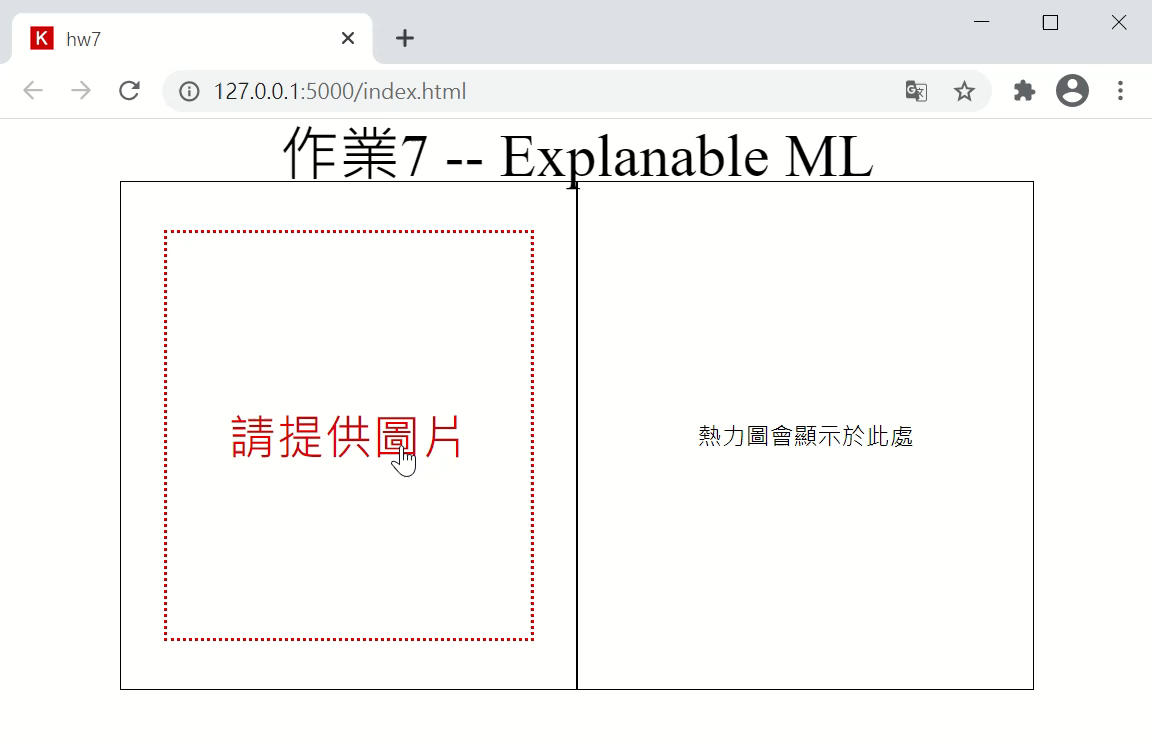 K hw7
127.0.0.1:5000/index.html
作業7 -- Explanable ML
請提供圖片
熱力圖會顯示於此處